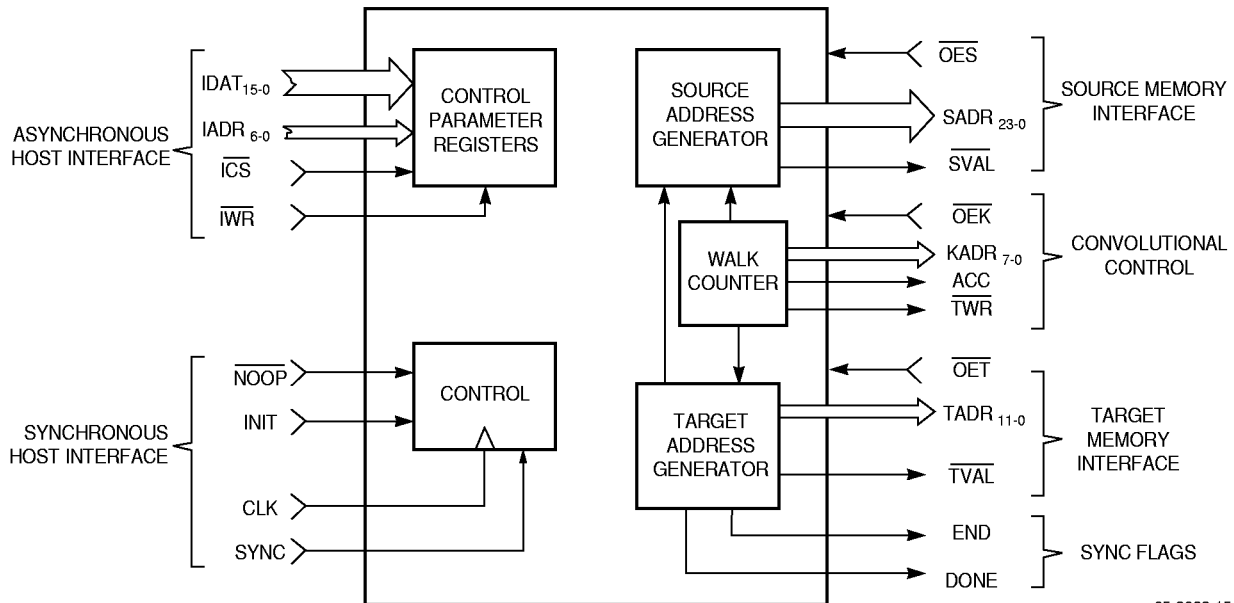 ASYNCHRONOUS
HOST INTERFACE
IDAT15-0
IADR6-0
ICS
IWR
CONTROL
PARAMETER
REGISTERS
SYNCHRONOUS
HOST INTERFACE
NOOP
INIT
CLK
SYNC
CONTROL
SOURCE
ADDRESS
GENERATOR
WALK
COUNTER
TARGET
ADDRESS
GENERATOR
OES
SADR 23-0
SVAL
SOURCE MEMORY
INTERFACE
OEK
KADR 7-0
ACC
TWR
CONVOLUTIONAL
CONTROL
OET
TADR 11-0
TVAL
TARGET
MEMORY
INTERFACE
END
DONE
SYNC FLAGS